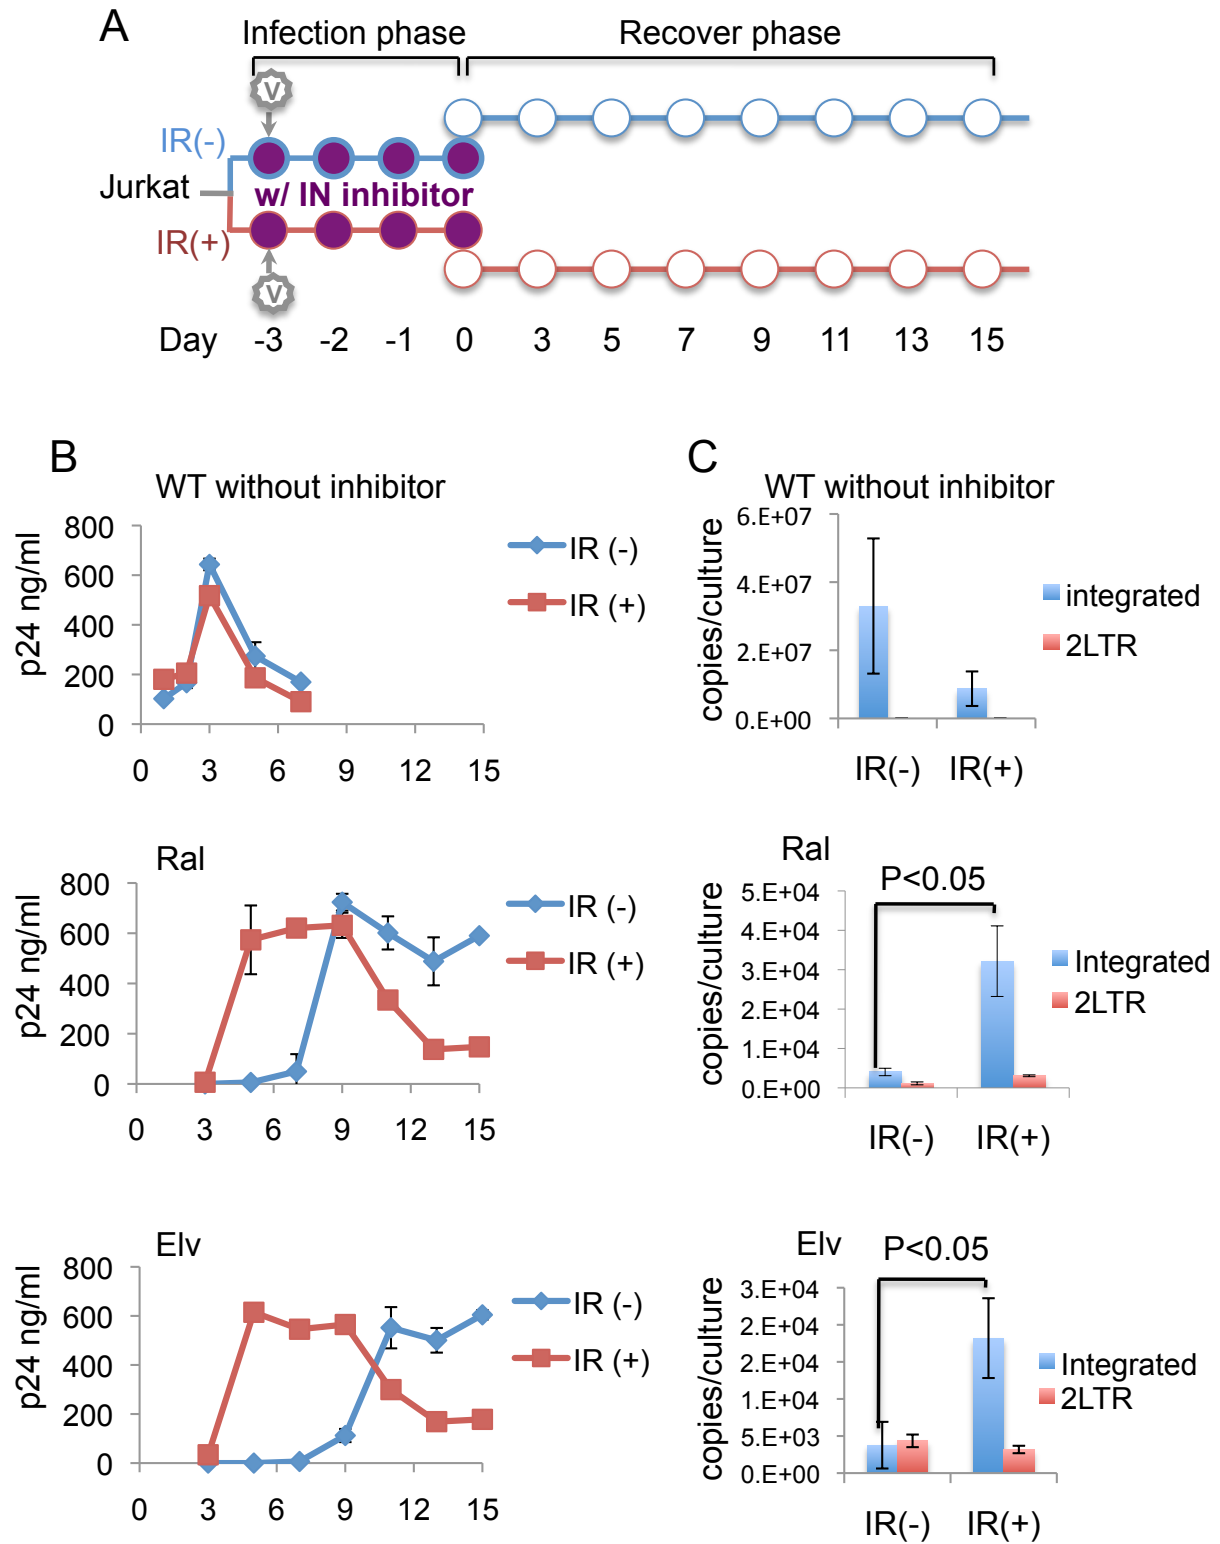 A
Infection phase
Recover phase
V
IR(-)
Jurkat
w/ IN inhibitor
IR(+)
V
Day -3 -2 -1 0 3 5 7 9 11 13 15
B
WT without inhibitor
p24 ng/ml
800
600
400
200
0
0 3 6 9 12 15
IR (-)
IR (+)
Ral
p24 ng/ml
800
600
400
200
0
0 3 6 9 12 15
IR (-)
IR (+)
Elv
p24 ng/ml
800
600
400
200
0
0 3 6 9 12 15
IR (-)
IR (+)
C
WT without inhibitor
copies/culture
6.E+07
4.E+07
2.E+07
0.E+00
IR(-) IR(+)
integrated
2LTR
Ral
P<0.05
copies/culture
5.E+04
4.E+04
3.E+04
2.E+04
1.E+04
0.E+00
IR(-) IR(+)
Integrated
2LTR
Elv
P<0.05
copies/culture
3.E+04
2.E+04
2.E+04
1.E+04
5.E+03
0.E+00
IR(-) IR(+)
Integrated
2LTR